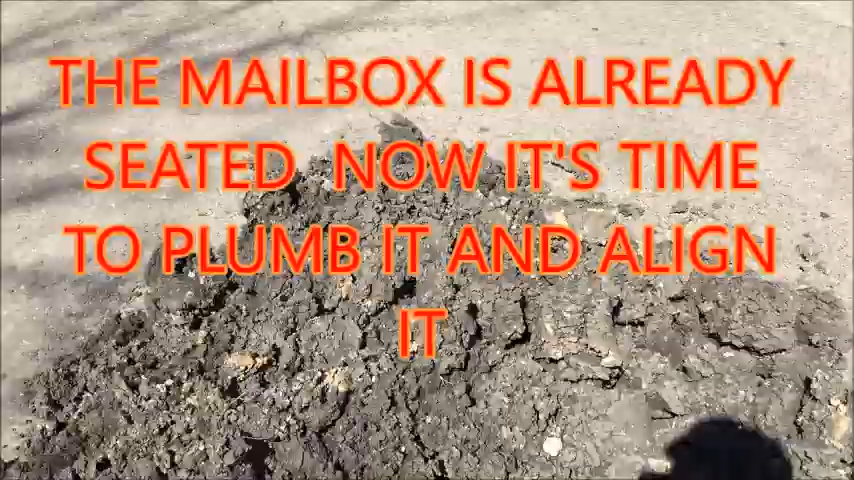 THE MAILBOX IS ALREADY
SEATED  NOW IT'S TIME
TO PLUMB IT AND ALIGN
IT